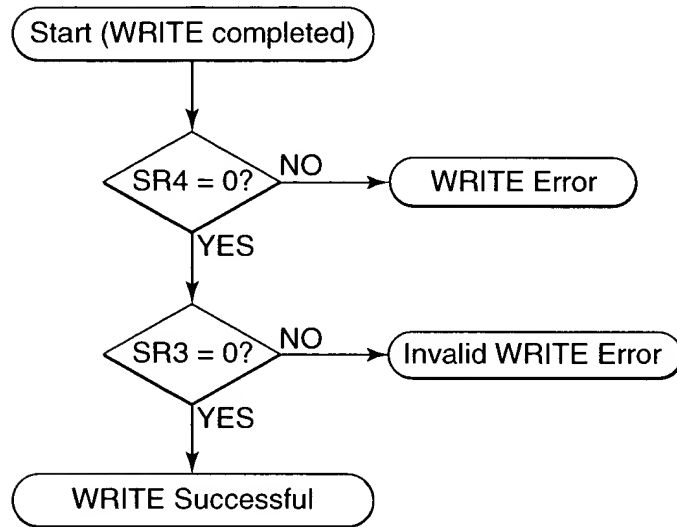 Start (WRITE completed)
SR4 = 0?
NO
WRITE Error
YES
SR3 = 0?
NO
Invalid WRITE Error
YES
WRITE Successful